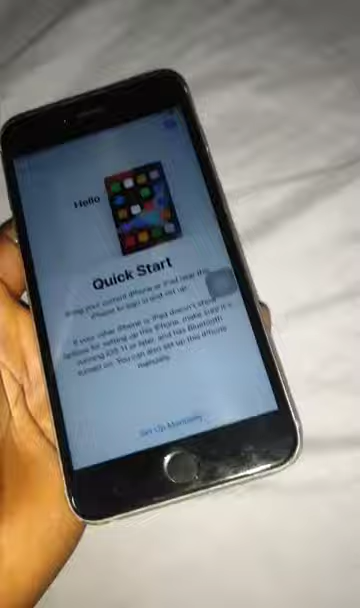 Hello
Quick Start
Bring your current iPhone or iPad near this
iPhone to sign in and set up.
If your other iPhone or iPad doesn't show
options for setting up this iPhone, make sure it's
running iOS 11 or later, and has Bluetooth
turned on. You can also set up this iPhone
manually.
Set Up Manually